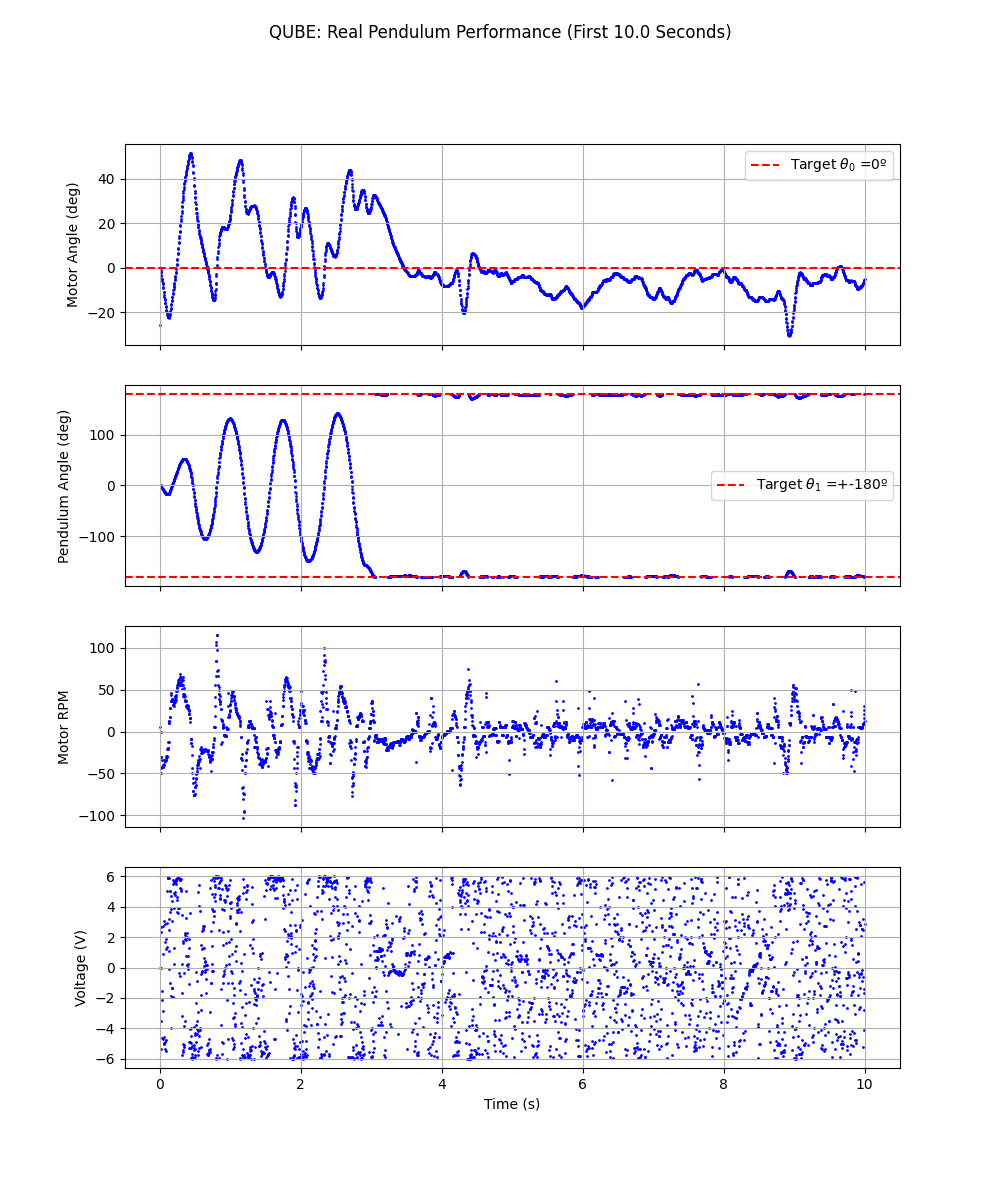 QUBE: Real Pendulum Performance (First 10.0 Seconds)
Motor Angle (deg)
40
20
0
−20
Target θ0 =0º
Pendulum Angle (deg)
100
0
−100
Target θ1 =+-180º
Motor RPM
100
50
0
−50
−100
Voltage (V)
6
4
2
0
−2
−4
−6
0 2 4 6 8 10
Time (s)